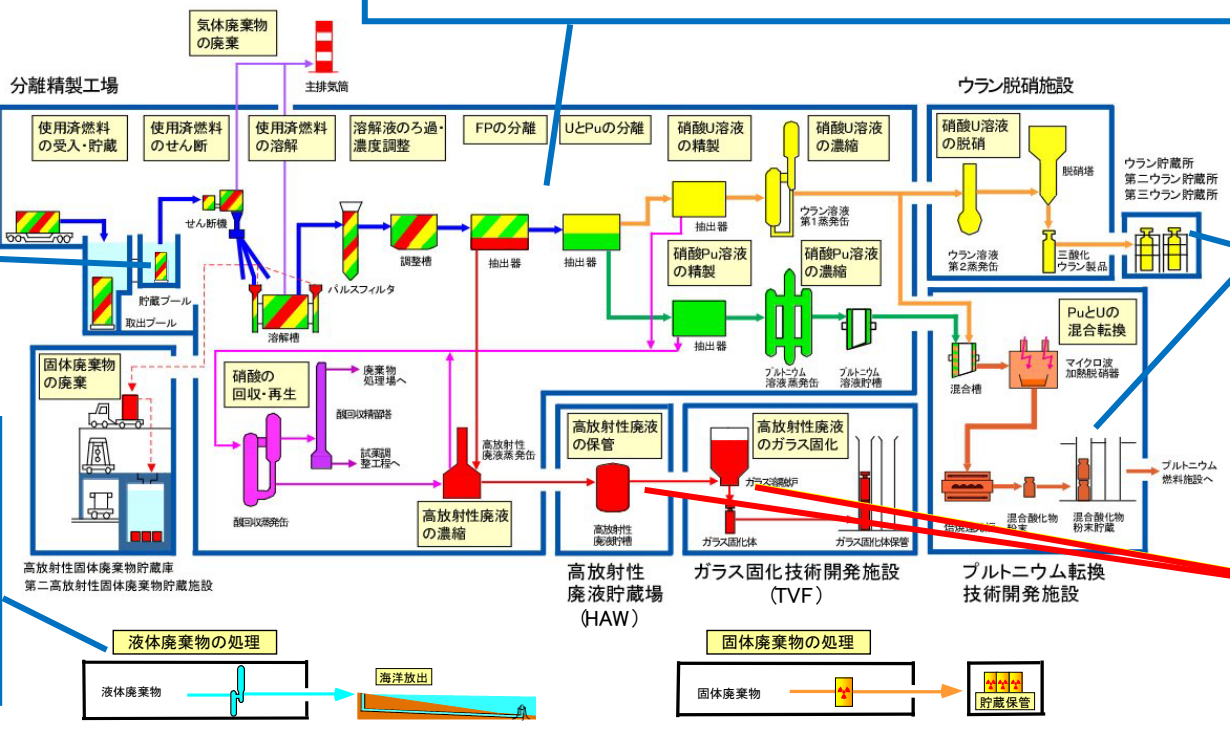 気体廃棄物
の廃棄
主排気筒
分離精製工場
ウラン脱硝施設
使用済燃料
の受入・貯蔵
使用済燃料
のせん断
使用済燃料
の溶解
溶解液のろ過・
濃度調整
FPの分離
UとPuの分離
硝酸U溶液
の精製
硝酸U溶液
の濃縮
硝酸U溶液
の脱硝
脱硝塔
ウラン貯蔵所
第二ウラン貯蔵所
第三ウラン貯蔵所
せん断機
抽出器
ウラン溶液
第1蒸発缶
調整槽
抽出器
抽出器
硝酸Pu溶液
の精製
硝酸Pu溶液
の濃縮
ウラン溶液
第2蒸発缶
三酸化
ウラン製品
貯蔵プール
取出プール
パルスフィルタ
溶解槽
抽出器
プルトニウム
溶液蒸発缶
プルトニウム
溶液貯槽
PuとUの
混合転換
混合槽
マイクロ波
加熱脱硝器
固体廃棄物
の廃棄
硝酸の
回収・再生
廃棄物
処理場へ
酸回収精留塔
試薬調
整工程へ
酸回収蒸発缶
高放射性
廃液蒸発缶
高放射性廃液
の濃縮
高放射性廃液
の保管
高放射性
廃液貯槽
高放射性廃液
のガラス固化
ガラス溶融炉
ガラス固化体
ガラス固化体保管
混合酸化物
粉末
混合酸化物
粉末貯蔵
プルトニウム
燃料施設へ
高放射性固体廃棄物貯蔵庫
第二高放射性固体廃棄物貯蔵施設
高放射性
廃液貯蔵場
(HAW)
ガラス固化技術開発施設
(TVF)
プルトニウム転換
技術開発施設
液体廃棄物の処理
液体廃棄物
海洋放出
固体廃棄物の処理
固体廃棄物
貯蔵保管